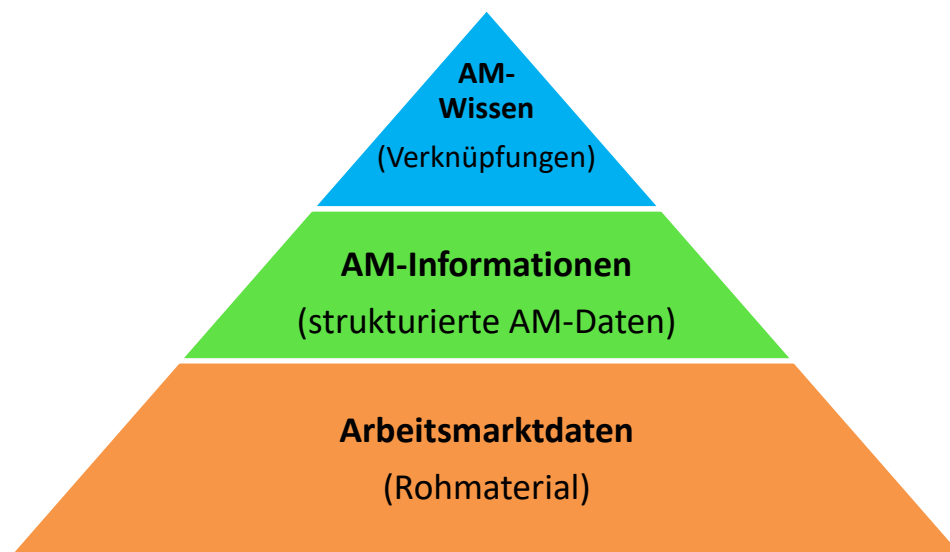 AM-
Wissen
(Verknüpfungen)
AM-Informationen
(strukturierte AM-Daten)
Arbeitsmarktdaten
(Rohmaterial)